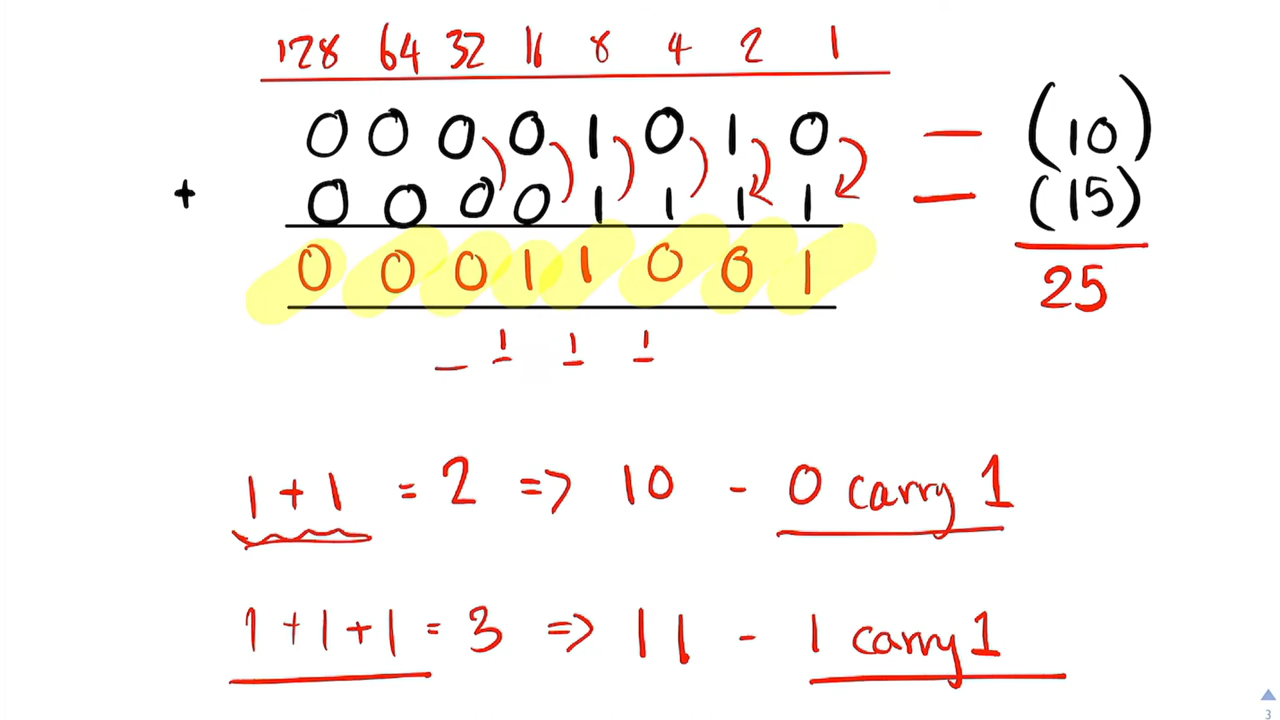 128 64 32 16 8 4 2 1
0 0 0 0 1 0 1 0 — (10)
+ 0 0 0 0 1 1 1 1 — (15)
0 0 0 1 1 0 0 1 25
1 1 1
1 + 1 = 2 => 10 - 0 carry 1
1 + 1 + 1 = 3 => 11 - 1 carry 1
3